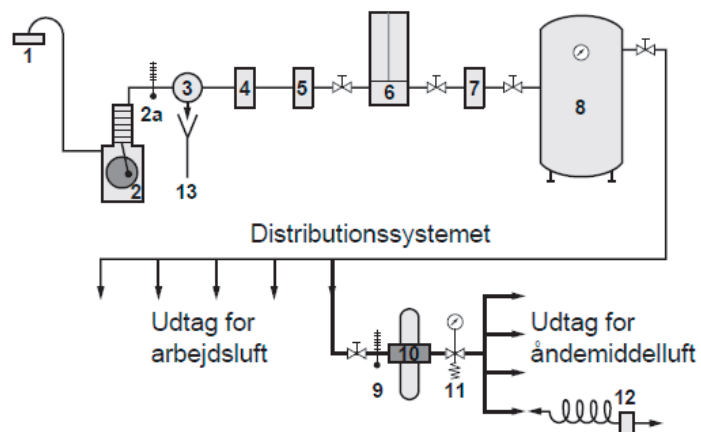 1
2
2a
3
4
5
6
7
8
13
Distributionssystemet
Udtag for
arbejdsluft
Udtag for
åndemiddelluft
9
10
11
12